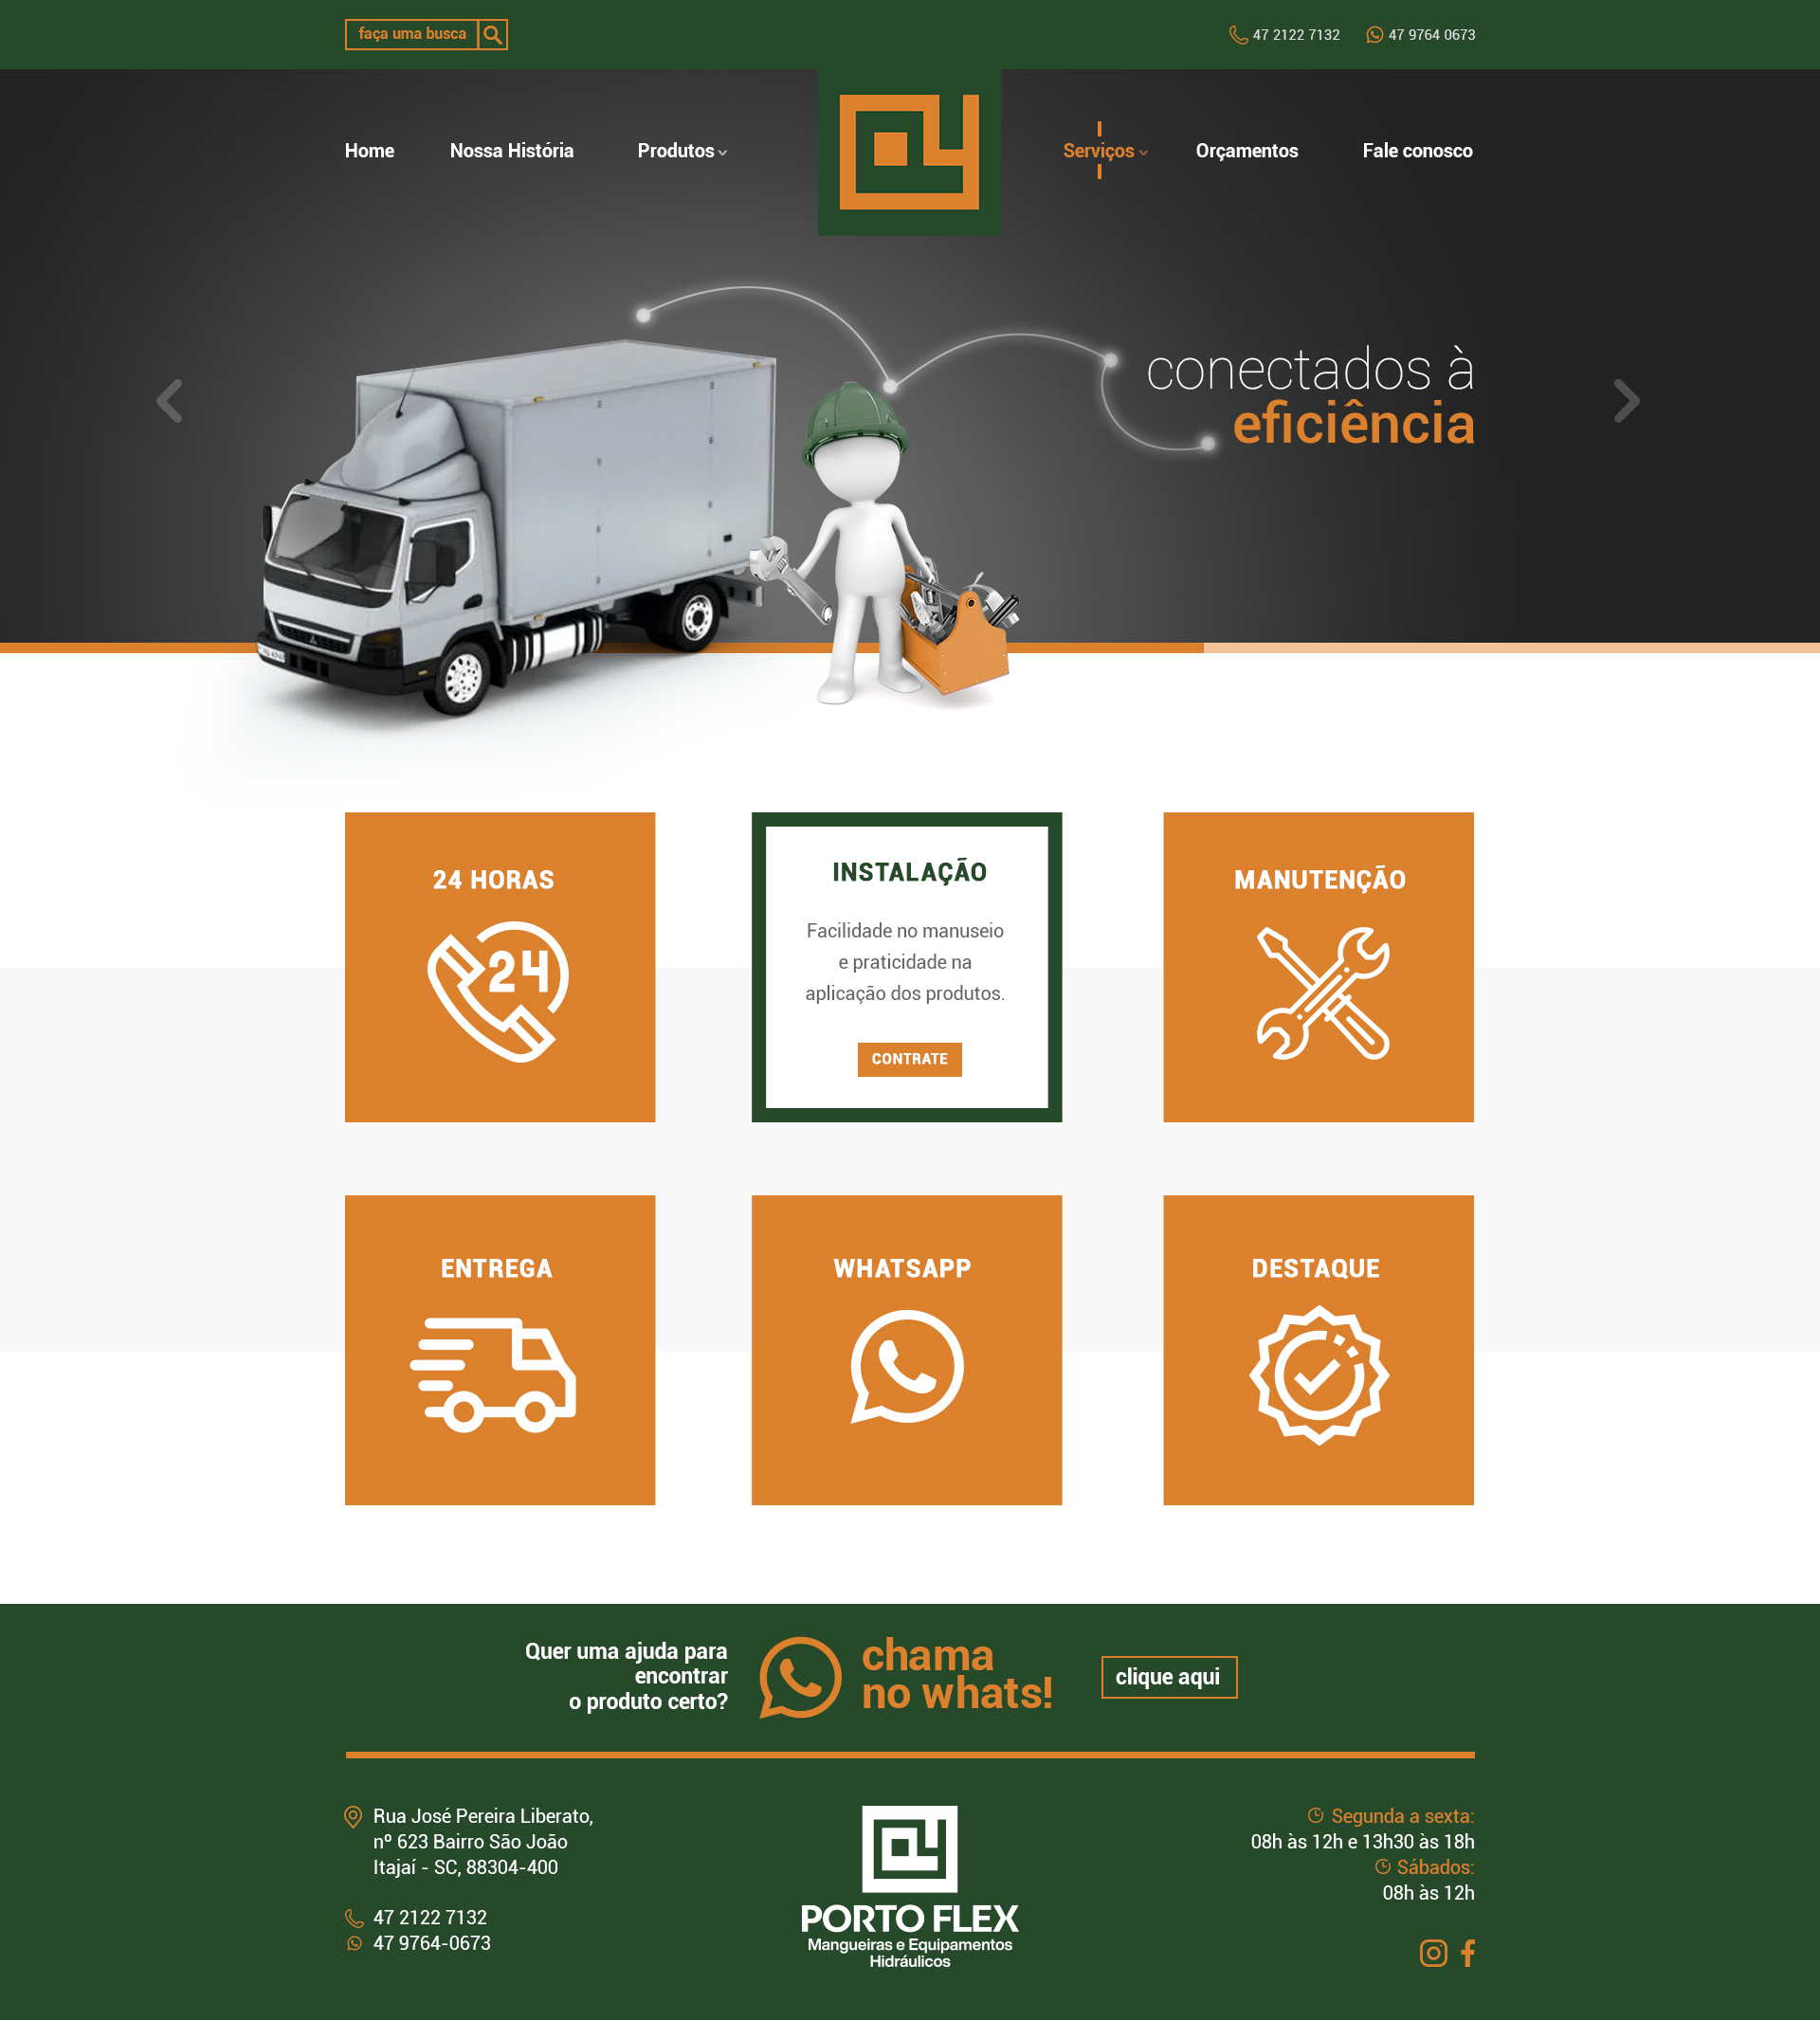 faça uma busca
47 2122 7132
47 9764 0673
Home
Nossa História
Produtos
Serviços
Orçamentos
Fale conosco
conectados à
eficiência
24 HORAS
24
INSTALAÇÃO
Facilidade no manuseio
e praticidade na
aplicação dos produtos.
CONTRATE
MANUTENÇÃO
ENTREGA
WHATSAPP
DESTAQUE
Quer uma ajuda para
encontrar
o produto certo?
chama
no whats!
clique aqui
Rua José Pereira Liberato,
nº 623 Bairro São João
Itajaí - SC, 88304-400
47 2122 7132
47 9764-0673
PORTO FLEX
Mangueiras e Equipamentos
Hidráulicos
Segunda a sexta:
08h às 12h e 13h30 às 18h
Sábados:
08h às 12h